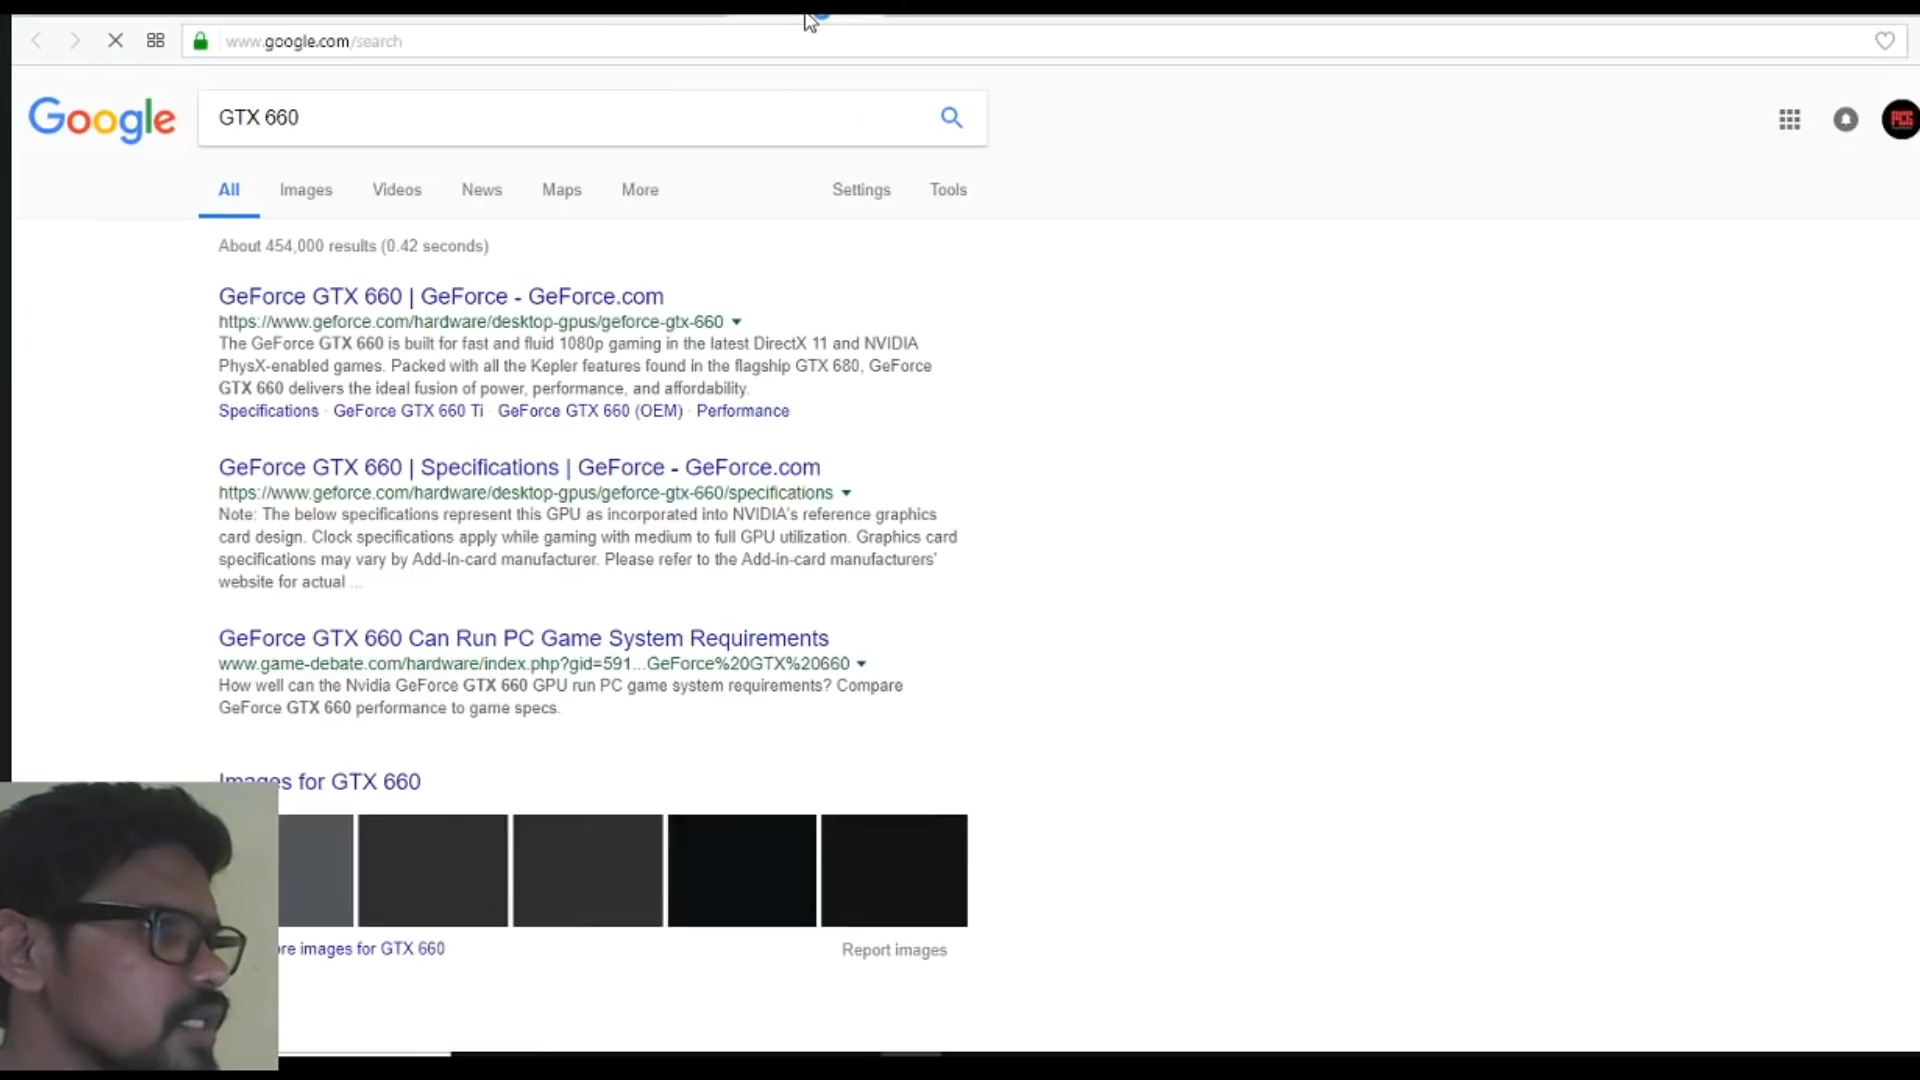 www.google.com/search
Google
GTX 660
All Images Videos News Maps More Settings Tools
About 454,000 results (0.42 seconds)
GeForce GTX 660 | GeForce - GeForce.com
https://www.geforce.com/hardware/desktop-gpus/geforce-gtx-660
The GeForce GTX 660 is built for fast and fluid 1080p gaming in the latest DirectX 11 and NVIDIA
PhysX-enabled games. Packed with all the Kepler features found in the flagship GTX 680, GeForce
GTX 660 delivers the ideal fusion of power, performance, and affordability.
Specifications · GeForce GTX 660 Ti · GeForce GTX 660 (OEM) · Performance
GeForce GTX 660 | Specifications | GeForce - GeForce.com
https://www.geforce.com/hardware/desktop-gpus/geforce-gtx-660/specifications
Note: The below specifications represent this GPU as incorporated into NVIDIA's reference graphics
card design. Clock specifications apply while gaming with medium to full GPU utilization. Graphics card
specifications may vary by Add-in-card manufacturer. Please refer to the Add-in-card manufacturers'
website for actual ...
GeForce GTX 660 Can Run PC Game System Requirements
www.game-debate.com/hardware/index.php?gid=591...GeForce%20GTX%20660
How well can the Nvidia GeForce GTX 660 GPU run PC game system requirements? Compare
GeForce GTX 660 performance to game specs.
Images for GTX 660
re images for GTX 660 Report images